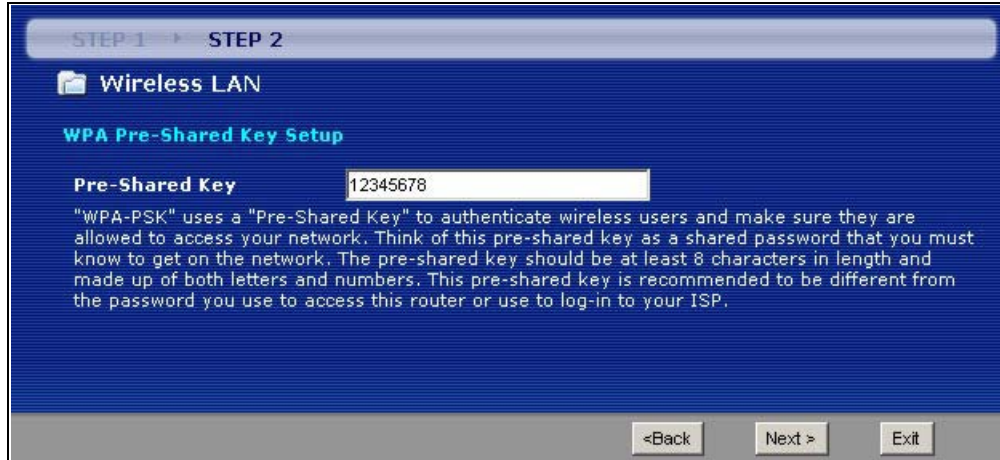 STEP 1 STEP 2
Wireless LAN
WPA Pre-Shared Key Setup
Pre-Shared Key 12345678
"WPA-PSK" uses a "Pre-Shared Key" to authenticate wireless users and make sure they are
allowed to access your network. Think of this pre-shared key as a shared password that you must
know to get on the network. The pre-shared key should be at least 8 characters in length and
made up of both letters and numbers. This pre-shared key is recommended to be different from
the password you use to access this router or use to log-in to your ISP.
<Back Next > Exit